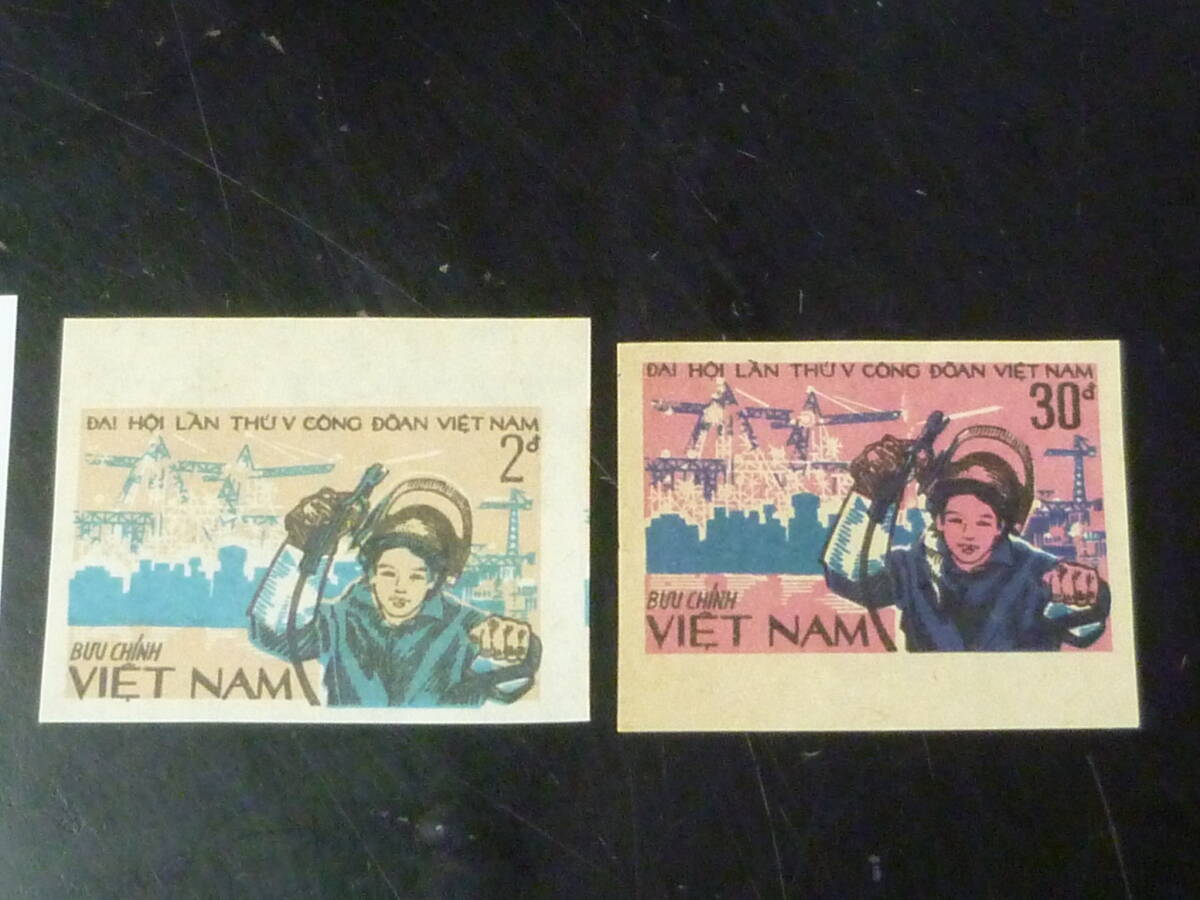 ĐẠI HỘI LẦN THỨ V CÔNG ĐOÀN VIỆT NAM
2đ
BƯU CHÍNH
VIỆT NAM
ĐẠI HỘI LẦN THỨ V CÔNG ĐOÀN VIỆT NAM
30đ
BƯU CHÍNH
VIỆT NAM